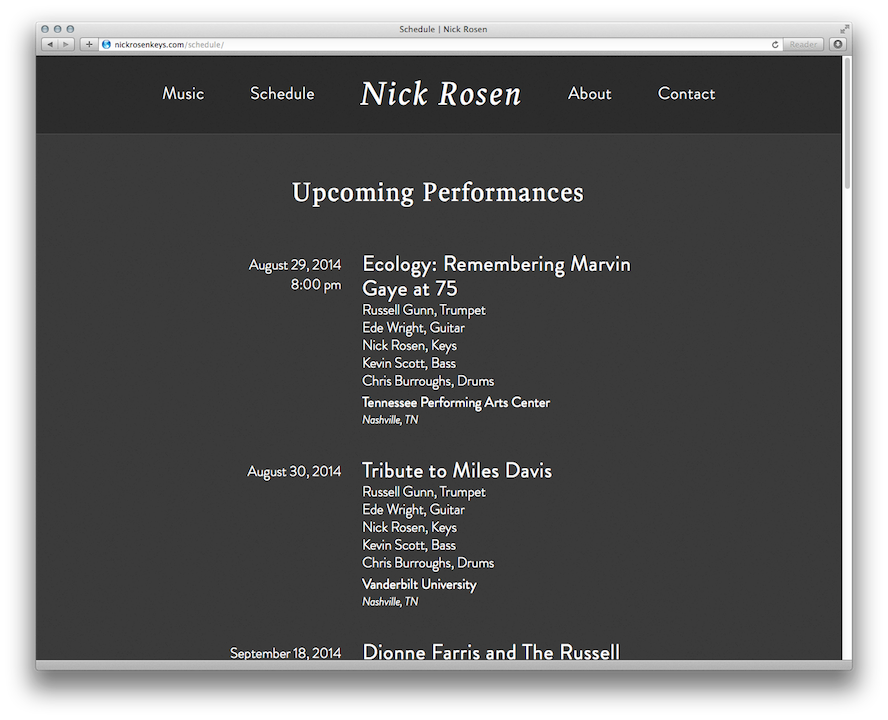 Schedule | Nick Rosen
nickrosenkeys.com/schedule/
Reader
Music Schedule Nick Rosen About Contact
Upcoming Performances
August 29, 2014
8:00 pm
Ecology: Remembering Marvin
Gaye at 75
Russell Gunn, Trumpet
Ede Wright, Guitar
Nick Rosen, Keys
Kevin Scott, Bass
Chris Burroughs, Drums
Tennessee Performing Arts Center
Nashville, TN
August 30, 2014
Tribute to Miles Davis
Russell Gunn, Trumpet
Ede Wright, Guitar
Nick Rosen, Keys
Kevin Scott, Bass
Chris Burroughs, Drums
Vanderbilt University
Nashville, TN
September 18, 2014
Dionne Farris and The Russell